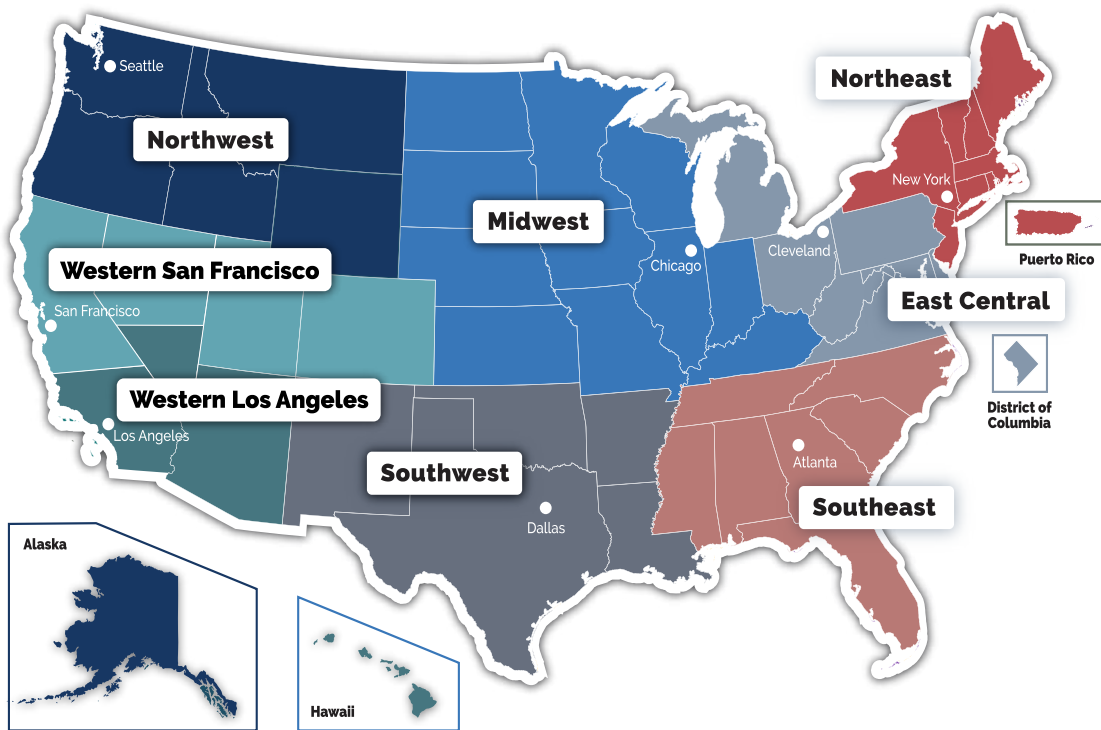 Northeast
Seattle
Northwest
New York
Midwest
Cleveland
Chicago
Puerto Rico
Western San Francisco
San Francisco
East Central
Western Los Angeles
Los Angeles
District of
Columbia
Southwest
Atlanta
Dallas
Southeast
Alaska
Hawaii